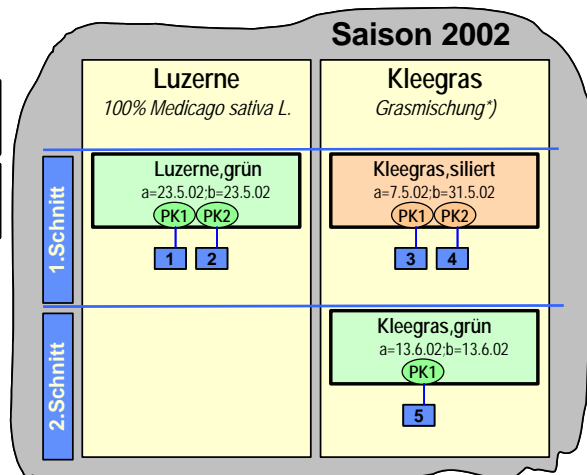 Saison 2002
Luzerne
100% Medicago sativa L.
Kleegras
Grasmischung*)
1.Schnitt
Luzerne,grün
a=23.5.02;b=23.5.02
PK1 PK2
1 2
Kleegras,siliert
a=7.5.02;b=31.5.02
PK1 PK2
3 4
2.Schnitt
Kleegras,grün
a=13.6.02;b=13.6.02
PK1
5